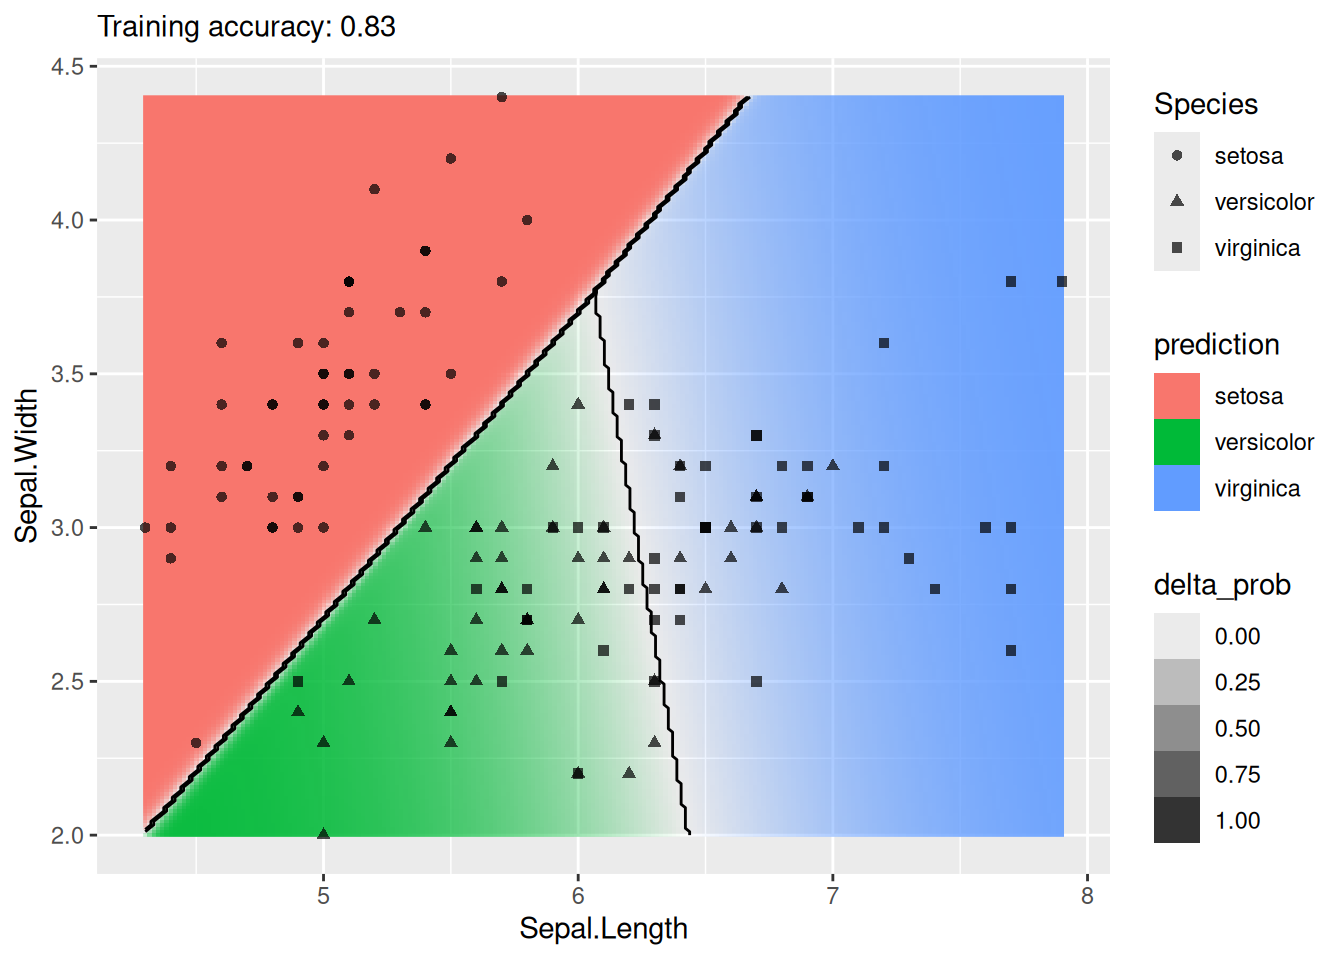 Training accuracy: 0.83
4.5
4.0
3.5
3.0
2.5
2.0
Sepal.Width
5 6 7 8
Sepal.Length
Species
setosa
versicolor
virginica
prediction
setosa
versicolor
virginica
delta_prob
0.00
0.25
0.50
0.75
1.00